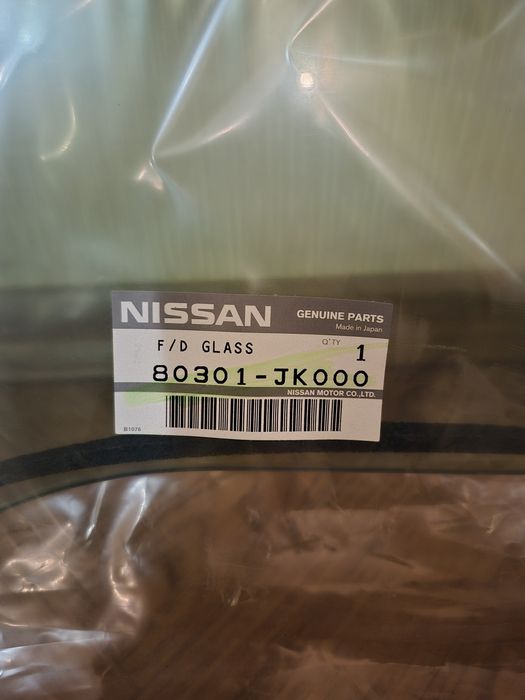 NISSAN
GENUINE PARTS
Made in Japan
F/D GLASS
Q'TY 1
80301-JK000
NISSAN MOTOR CO.,LTD.
B1076